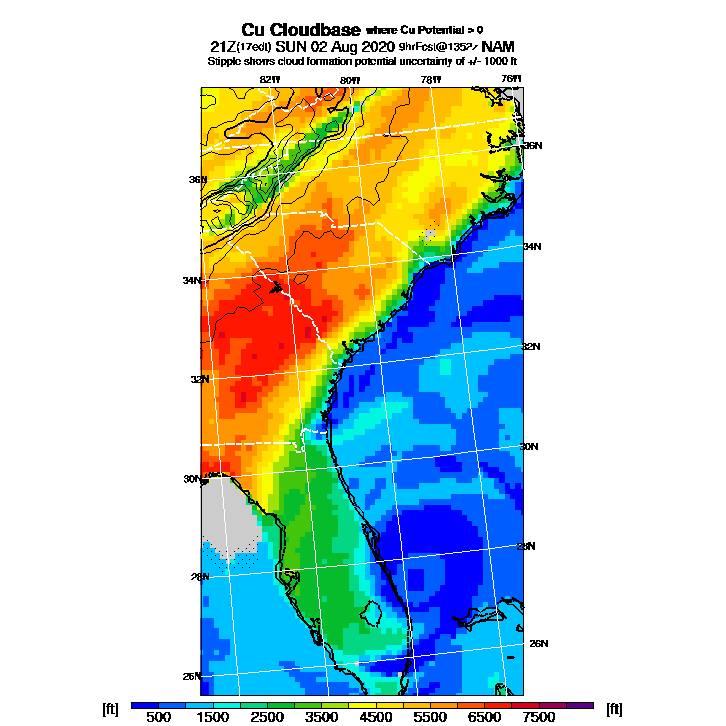 Cu Cloudbase where Cu Potential > 0
21Z(17edt) SUN 02 Aug 2020 9hrFcst@1352z NAM
Stipple shows cloud formation potential uncertainty of +/- 1000 ft
82W 80W 78W 76W
36N
36N
34N
34N
32N
32N
30N
30N
28N
28N
26N
26N
[ft] 500 1500 2500 3500 4500 5500 6500 7500 [ft]